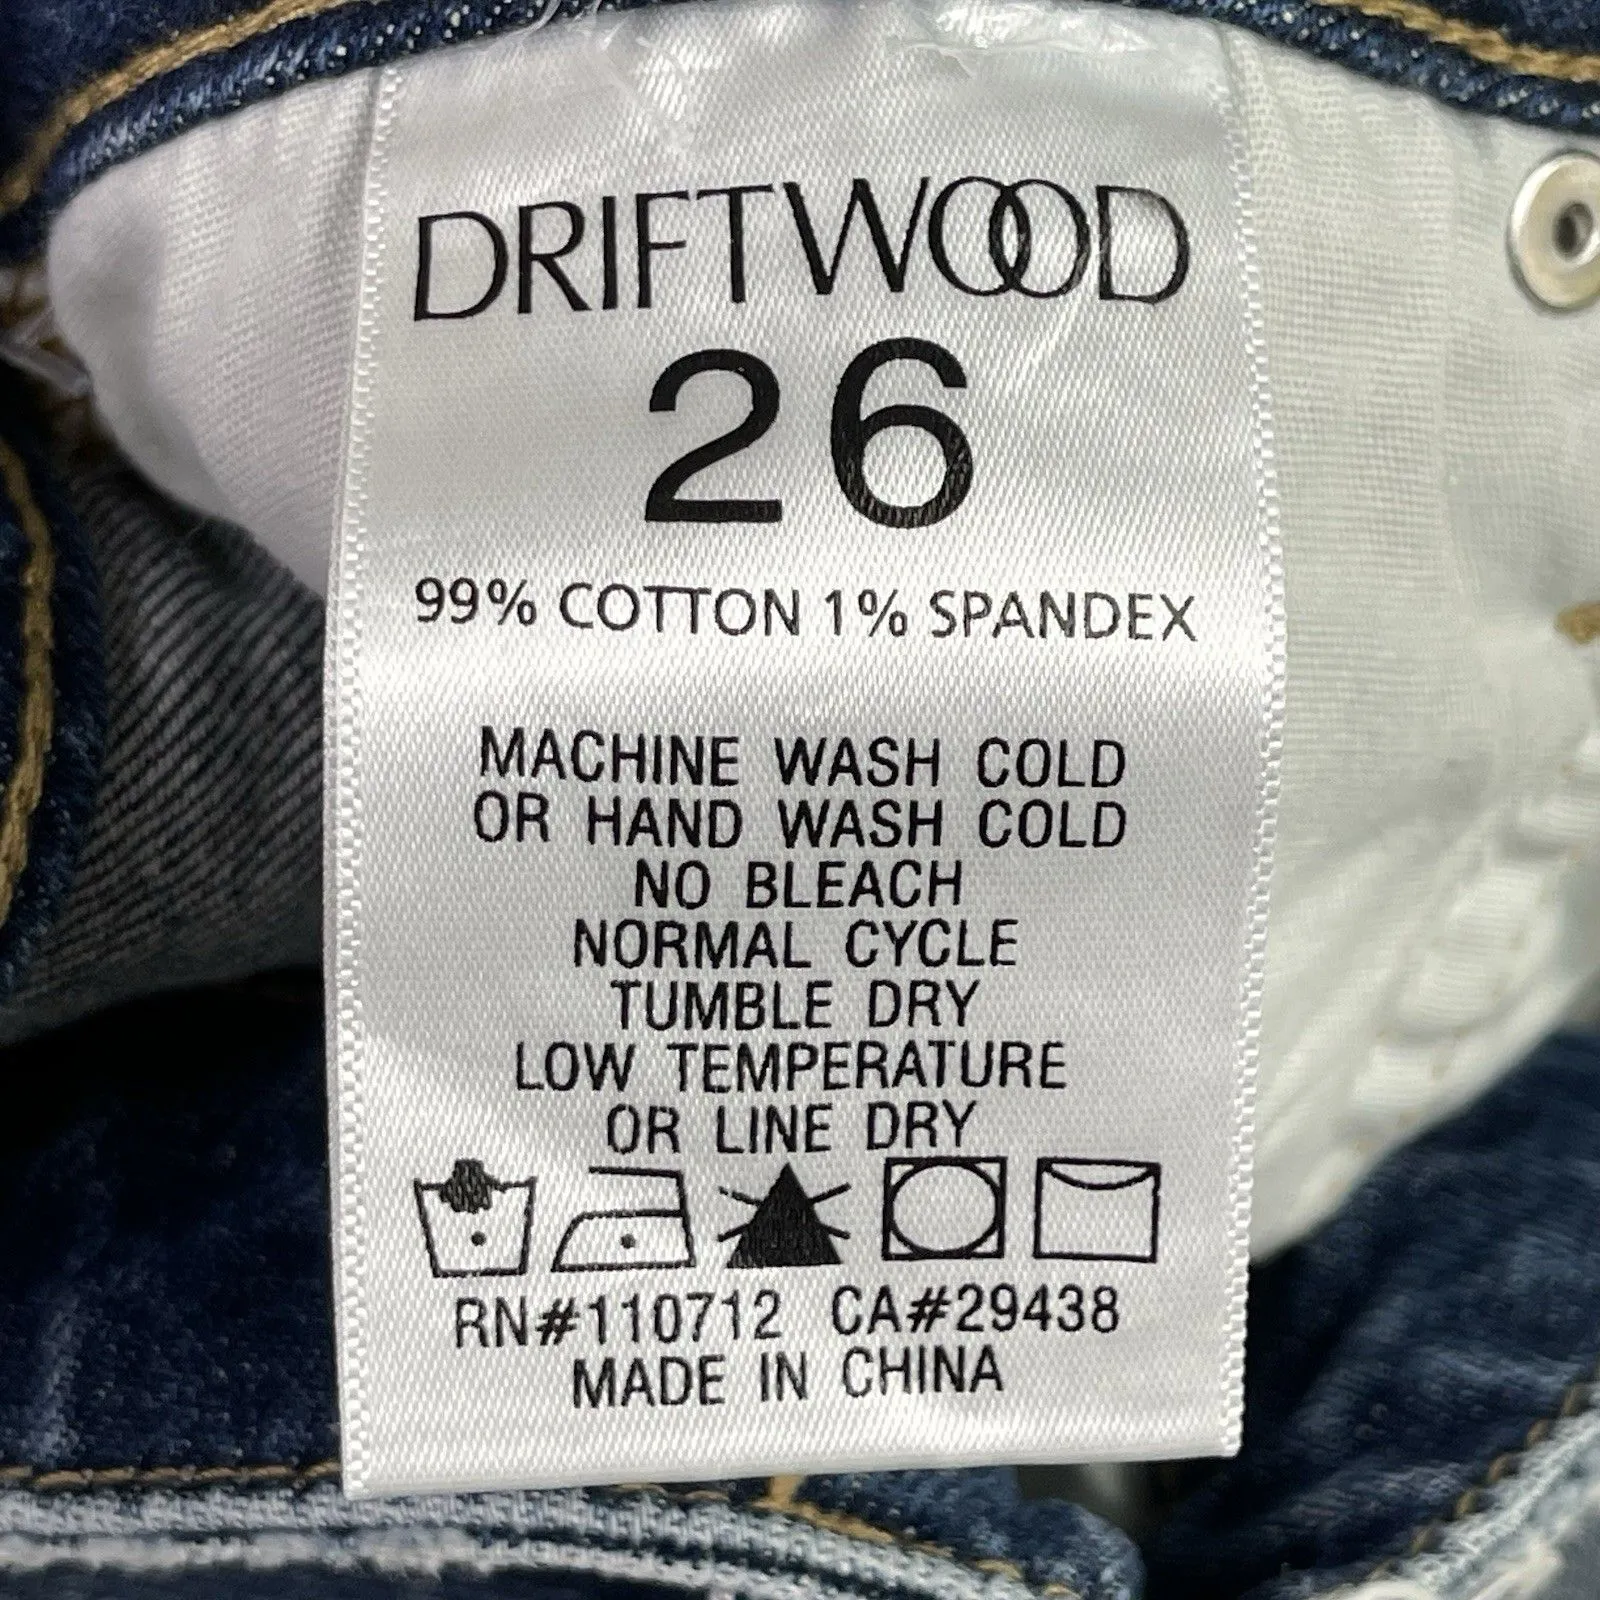 DRIFTWOOD
26
99% COTTON 1% SPANDEX
MACHINE WASH COLD
OR HAND WASH COLD
NO BLEACH
NORMAL CYCLE
TUMBLE DRY
LOW TEMPERATURE
OR LINE DRY
RN#110712 CA#29438
MADE IN CHINA